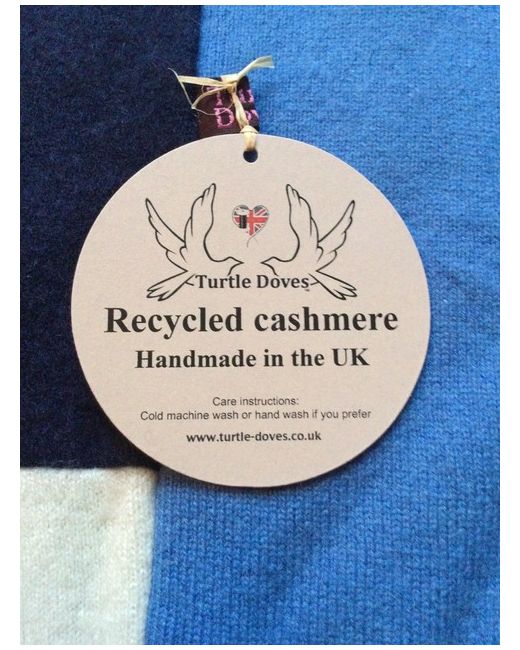 Turtle Doves
Recycled cashmere
Handmade in the UK
Care instructions:
Cold machine wash or hand wash if you prefer
www.turtle-doves.co.uk